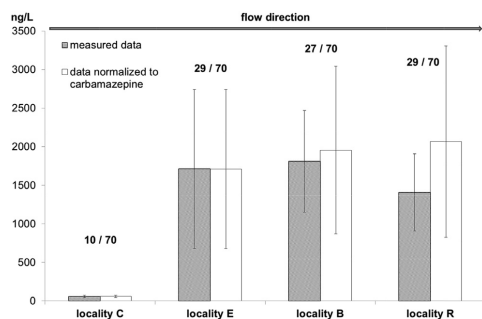 ng/L
flow direction
3500
3000
2500
2000
1500
1000
500
0
measured data
data normalized to
carbamazepine
10 / 70
29 / 70
27 / 70
29 / 70
locality C
locality E
locality B
locality R